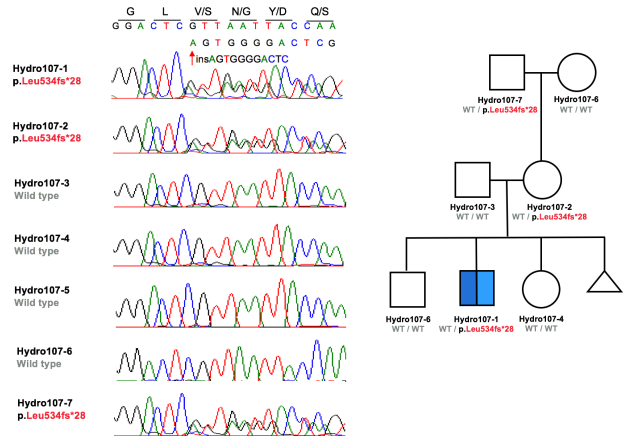 G L V/S N/G Y/D Q/S
G G A C T C G T T A A T T A C C A A
A G T G G G G A C T C G
insAGTGGGGACTC
Hydro107-1
p.Leu534fs*28
Hydro107-2
p.Leu534fs*28
Hydro107-3
Wild type
Hydro107-4
Wild type
Hydro107-5
Wild type
Hydro107-6
Wild type
Hydro107-7
p.Leu534fs*28
Hydro107-7
WT / p.Leu534fs*28
Hydro107-6
WT / WT
Hydro107-3
WT / WT
Hydro107-2
WT / p.Leu534fs*28
Hydro107-6
WT / WT
Hydro107-1
WT / p.Leu534fs*28
Hydro107-4
WT / WT